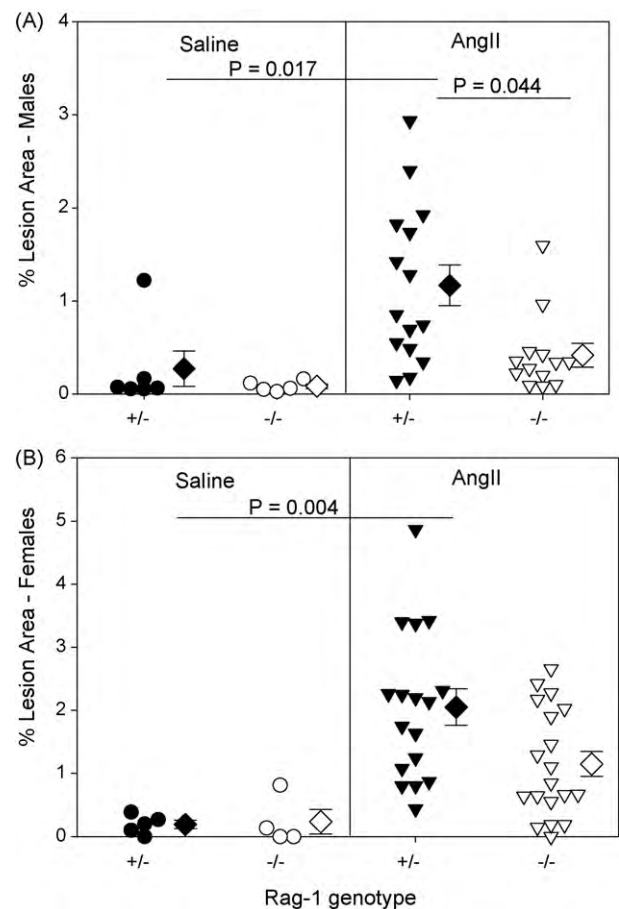 (A)
4
3
2
1
0
% Lesion Area - Males
Saline
AngII
P = 0.017
P = 0.044
+/-
-/-
+/-
-/-
(B)
6
5
4
3
2
1
0
% Lesion Area - Females
Saline
AngII
P = 0.004
+/-
-/-
+/-
-/-
Rag-1 genotype